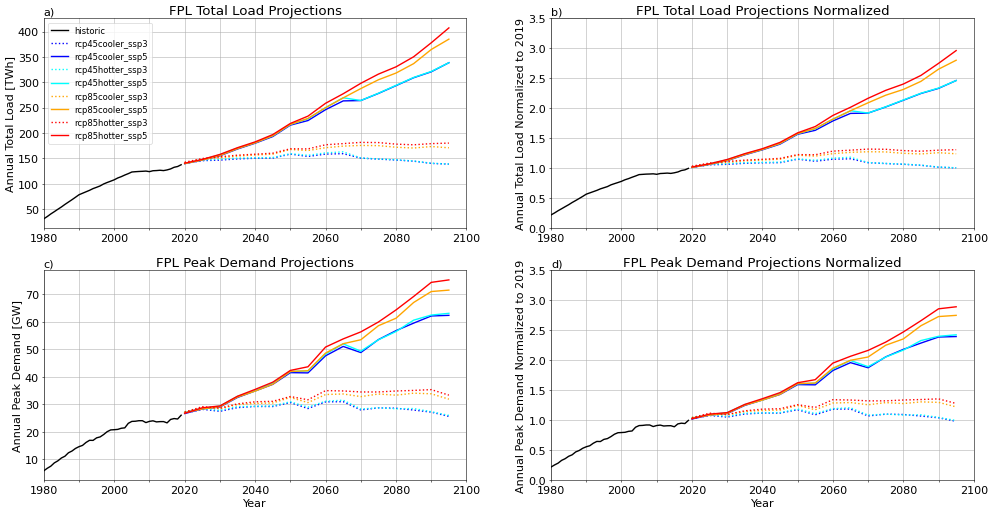 a)
FPL Total Load Projections
Annual Total Load [TWh]
400
350
300
250
200
150
100
50
historic
rcp45cooler_ssp3
rcp45cooler_ssp5
rcp45hotter_ssp3
rcp45hotter_ssp5
rcp85cooler_ssp3
rcp85cooler_ssp5
rcp85hotter_ssp3
rcp85hotter_ssp5
1980 2000 2020 2040 2060 2080 2100
b)
FPL Total Load Projections Normalized
Annual Total Load Normalized to 2019
3.5
3.0
2.5
2.0
1.5
1.0
0.5
0.0
1980 2000 2020 2040 2060 2080 2100
c)
FPL Peak Demand Projections
Annual Peak Demand [GW]
70
60
50
40
30
20
10
1980 2000 2020 2040 2060 2080 2100
Year
d)
FPL Peak Demand Projections Normalized
Annual Peak Demand Normalized to 2019
3.5
3.0
2.5
2.0
1.5
1.0
0.5
0.0
1980 2000 2020 2040 2060 2080 2100
Year